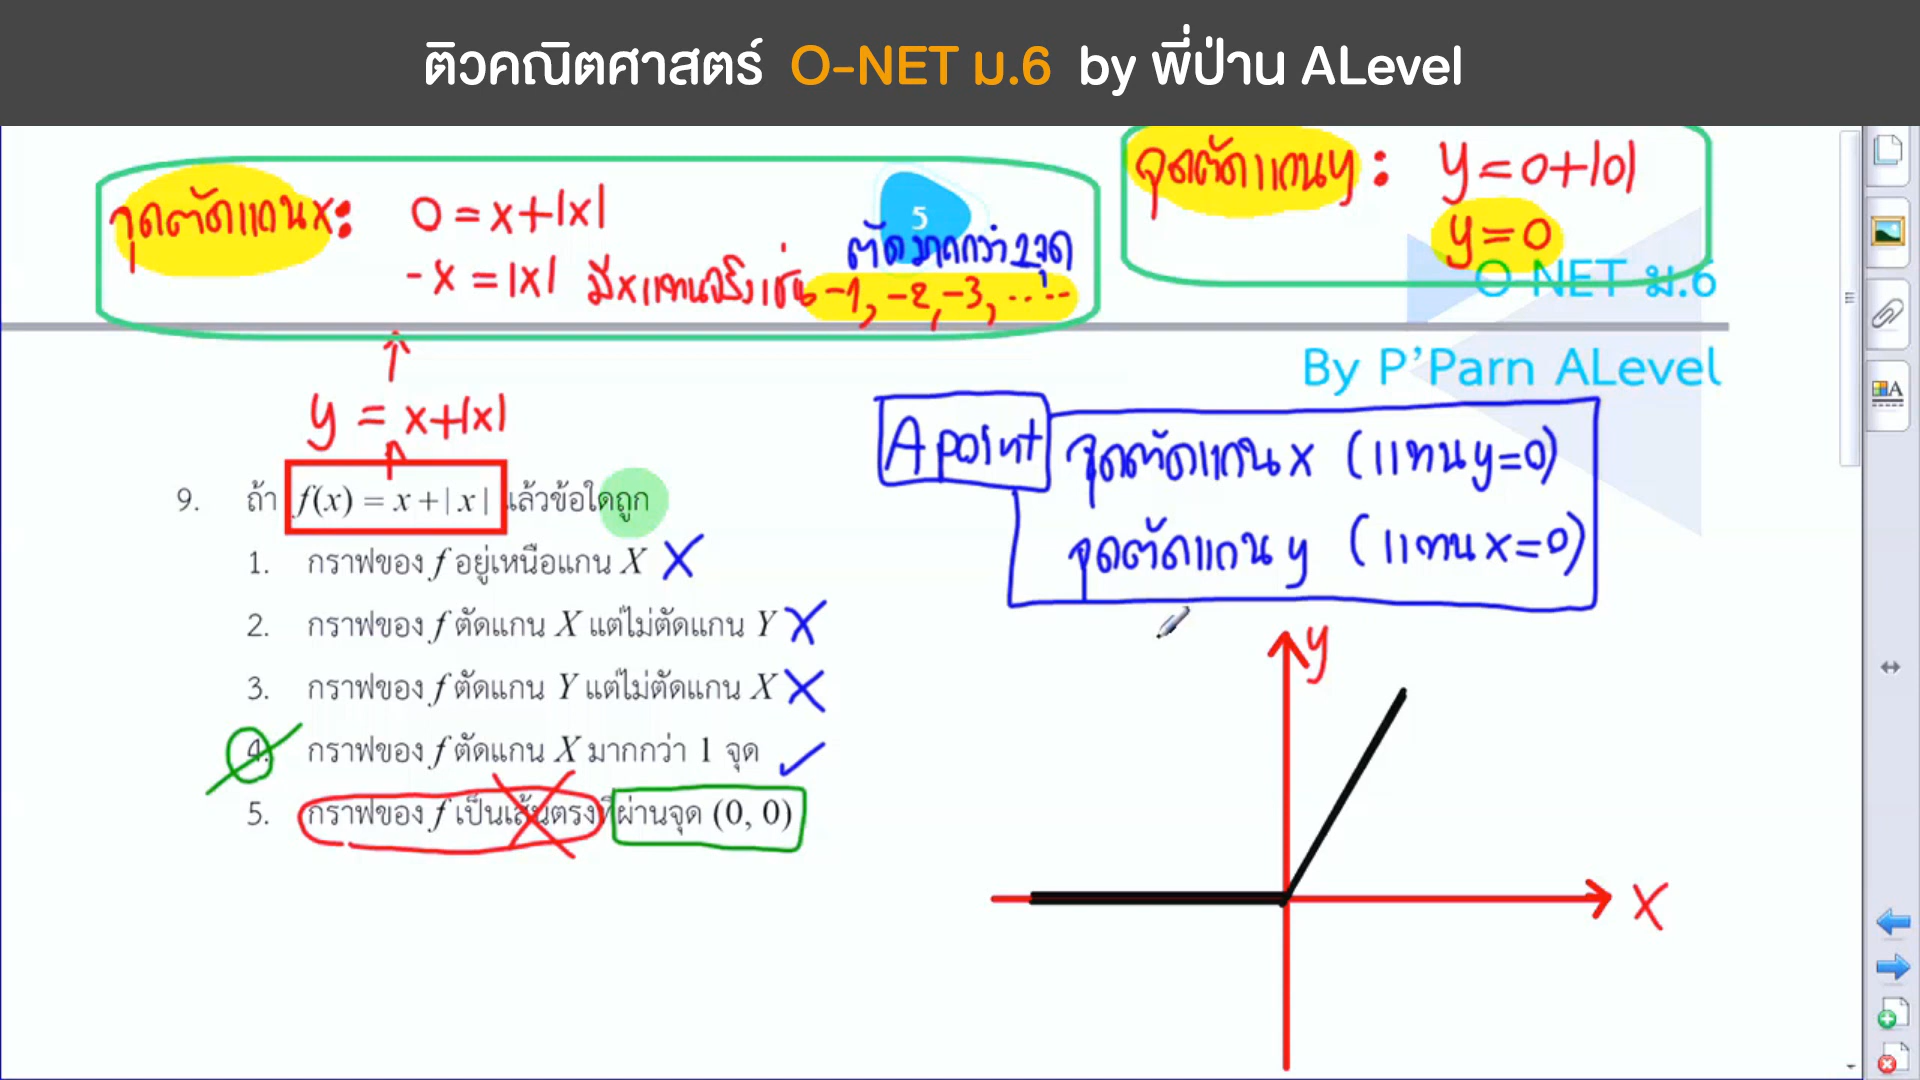 ติวคณิตศาสตร์ O-NET ม.6 by พี่ป่าน ALevel
จุดตัดแกนx: 0 = x+|x|
5
ตัดมากกว่า 1 จุด
-x = |x| มีxแทนจริงเช่น -1, -2, -3, ....
จุดตัดแกนy: y = 0+|0|
y = 0
O-NET ม.6
By P'Parn ALevel
y = x+|x|
A point จุดตัดแกน x (แทน y=0)
จุดตัดแกน y (แทน x=0)
9. ถ้า f(x) = x + | x | แล้วข้อใดถูก
1. กราฟของ f อยู่เหนือแกน X X
2. กราฟของ f ตัดแกน X แต่ไม่ตัดแกน Y X
3. กราฟของ f ตัดแกน Y แต่ไม่ตัดแกน X X
4. กราฟของ f ตัดแกน X มากกว่า 1 จุด ✓
5. กราฟของ f เป็นเส้นตรงที่ผ่านจุด (0, 0)
y
X